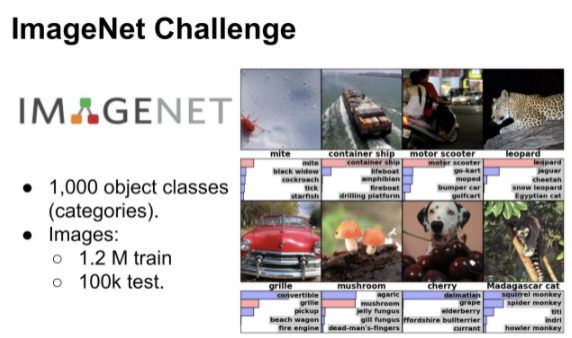 ImageNet Challenge
IMAGENET
1,000 object classes
(categories).
Images:
1.2 M train
100k test.
mite
container ship
motor scooter
leopard
mite
black widow
cockroach
tick
starfish
container ship
lifeboat
amphibian
fireboat
drilling platform
motor scooter
go-kart
moped
bumper car
golfcart
leopard
jaguar
cheetah
snow leopard
Egyptian cat
grille
mushroom
cherry
Madagascar cat
convertible
grille
pickup
beach wagon
fire engine
agaric
mushroom
jelly fungus
gill fungus
dead-man's-fingers
dalmatian
grape
elderberry
ffordshire bullterrier
currant
squirrel monkey
spider monkey
titi
indri
howler monkey